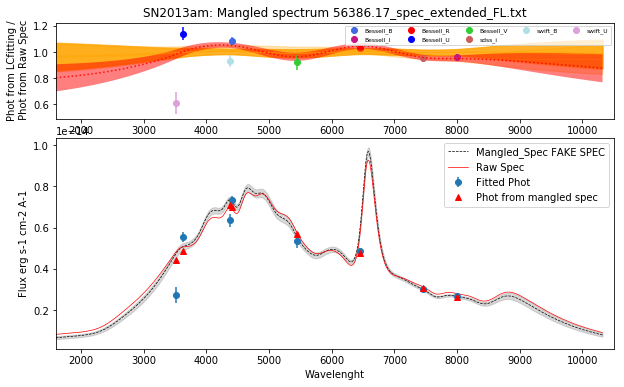 SN2013am: Mangled spectrum 56386.17_spec_extended_FL.txt
Phot from LCfitting /
Phot from Raw Spec
1.2
1.0
0.8
0.6
Bessell_B Bessell_R Bessell_V swift_B swift_U
Bessell_I Bessell_U sdss_i
2000 3000 4000 5000 6000 7000 8000 9000 10000
1e−14
Flux erg s-1 cm-2 A-1
1.0
0.8
0.6
0.4
0.2
Mangled_Spec FAKE SPEC
Raw Spec
Fitted Phot
Phot from mangled spec
2000 3000 4000 5000 6000 7000 8000 9000 10000
Wavelenght